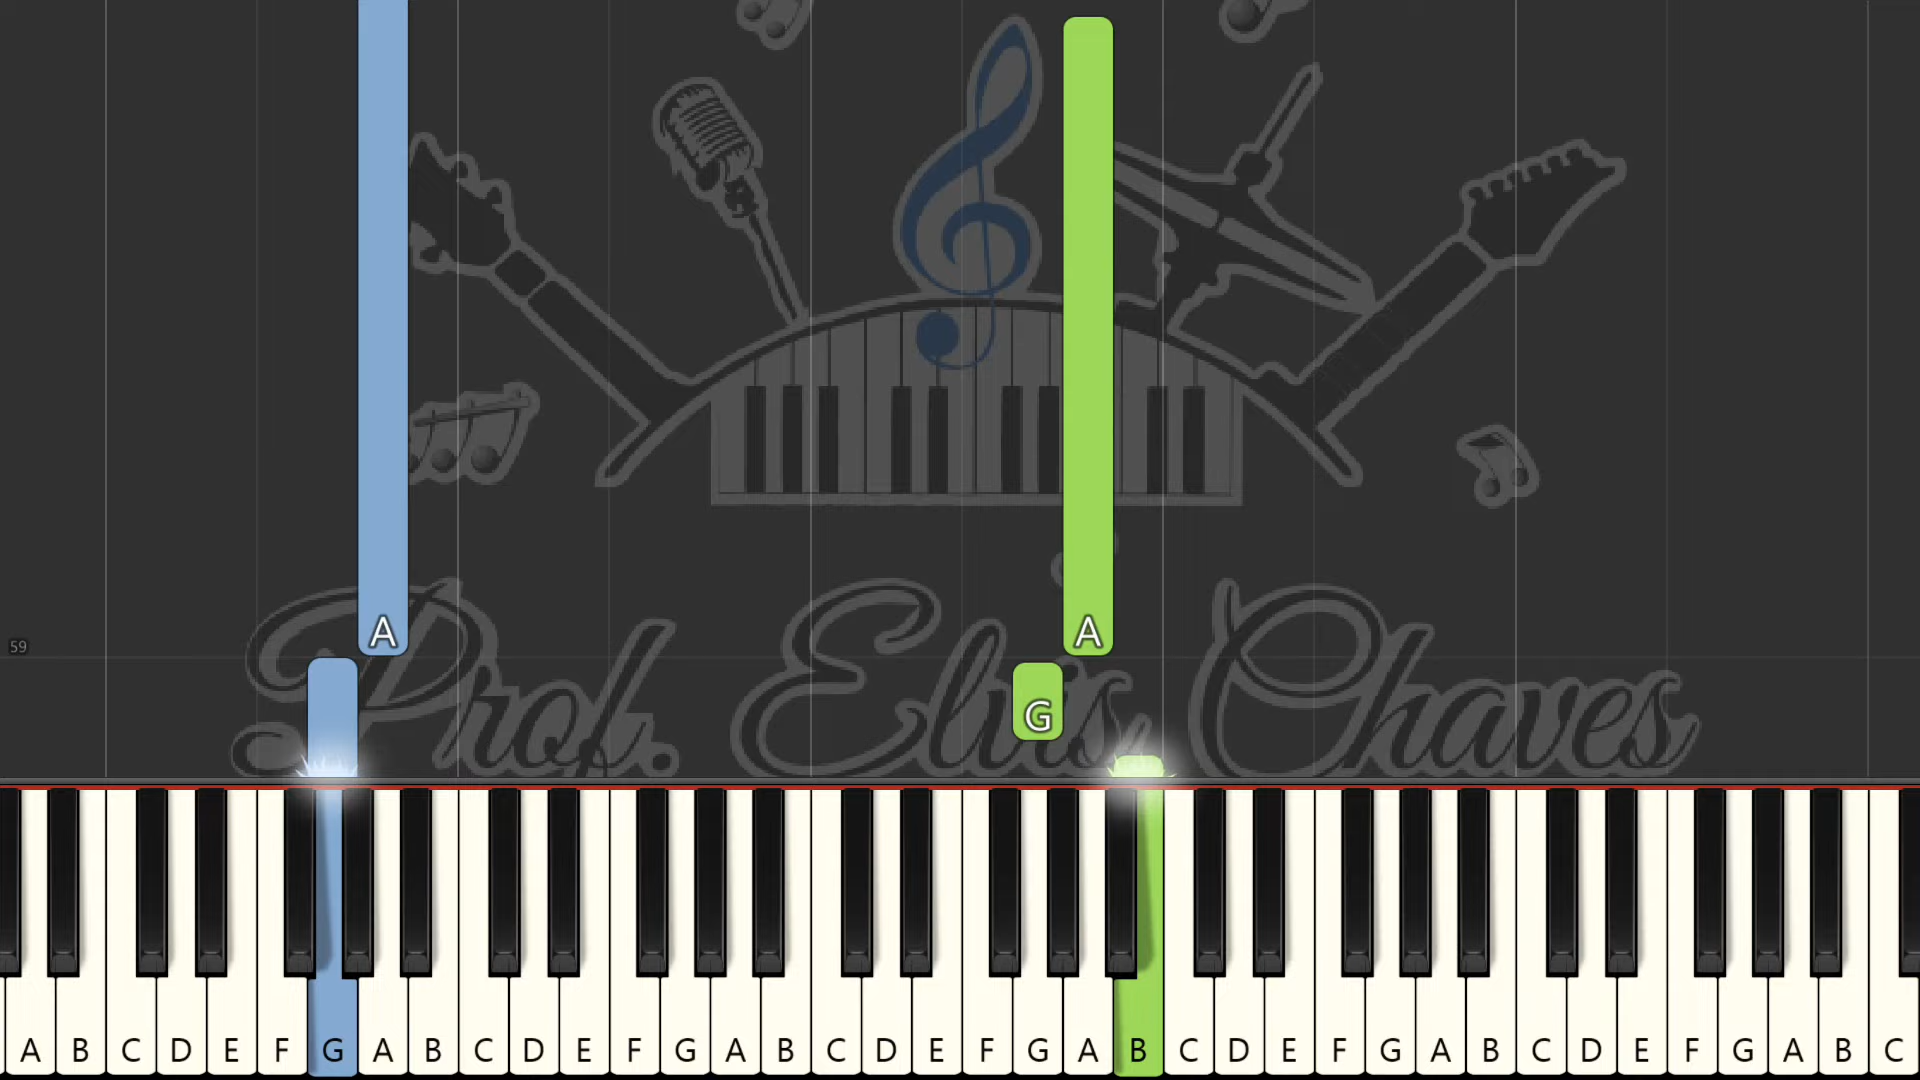 A
A
59
G
Prof. Elvis Chaves
A B C D E F G A B C D E F G A B C D E F G A B C D E F G A B C D E F G A B C